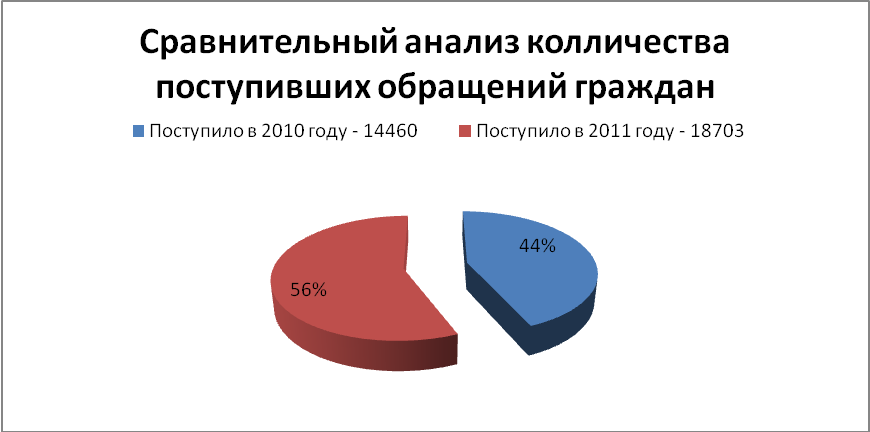 Сравнительный анализ колличества
поступивших обращений граждан
Поступило в 2010 году - 14460 Поступило в 2011 году - 18703
44%
56%